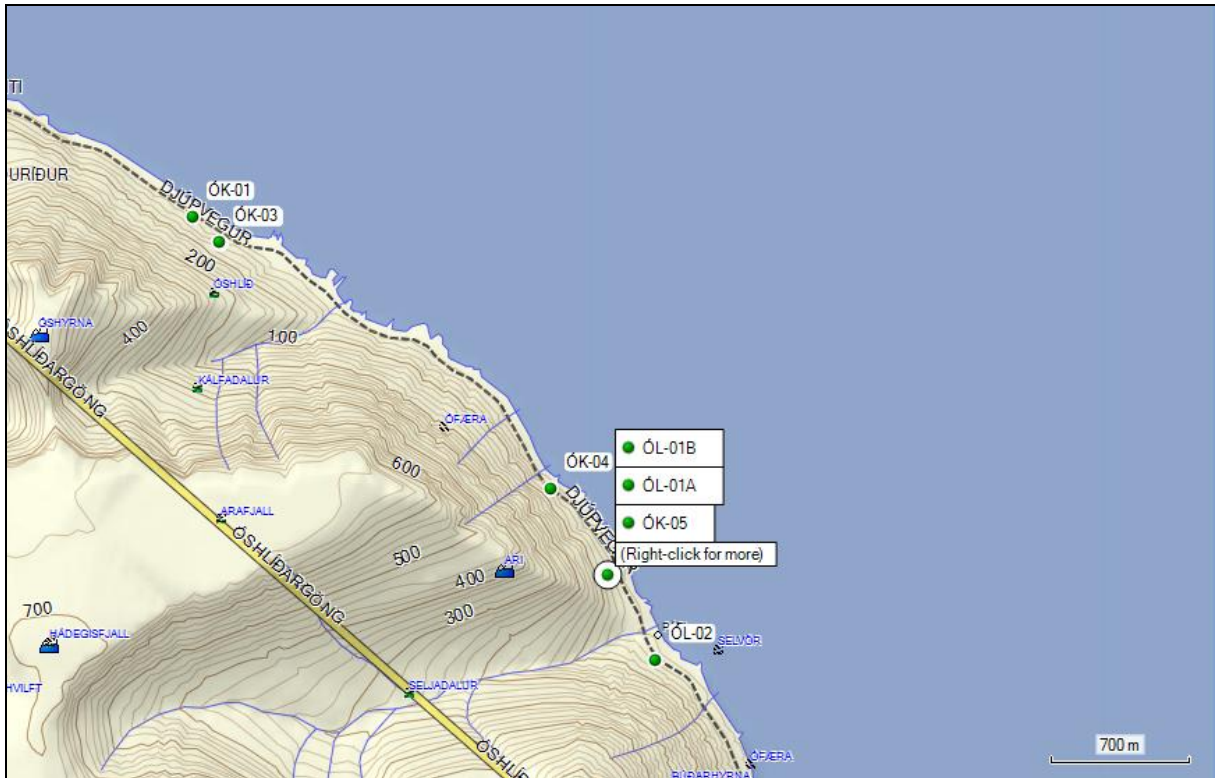 TI
URÍÐUR
ÓK-01
DJÚPVEGUR
ÓK-03
200
ÓSHLÍÐ
ÓSHYRNA
400
100
ÓSHLÍÐARGÖNG
KÁLFADALUR
ÓFÆRA
600
ÓK-04
ÓL-01B
ÓL-01A
ÓK-05
(Right-click for more)
ARAFJALL
ÓSHLÍÐARGÖNG
500
400
ARI
300
700
HÁDEGISFJALL
ÓL-02
SELVÖR
HVILFT
SELJADALUR
700 m
ÓFÆRA
BÚÐARHYRNA